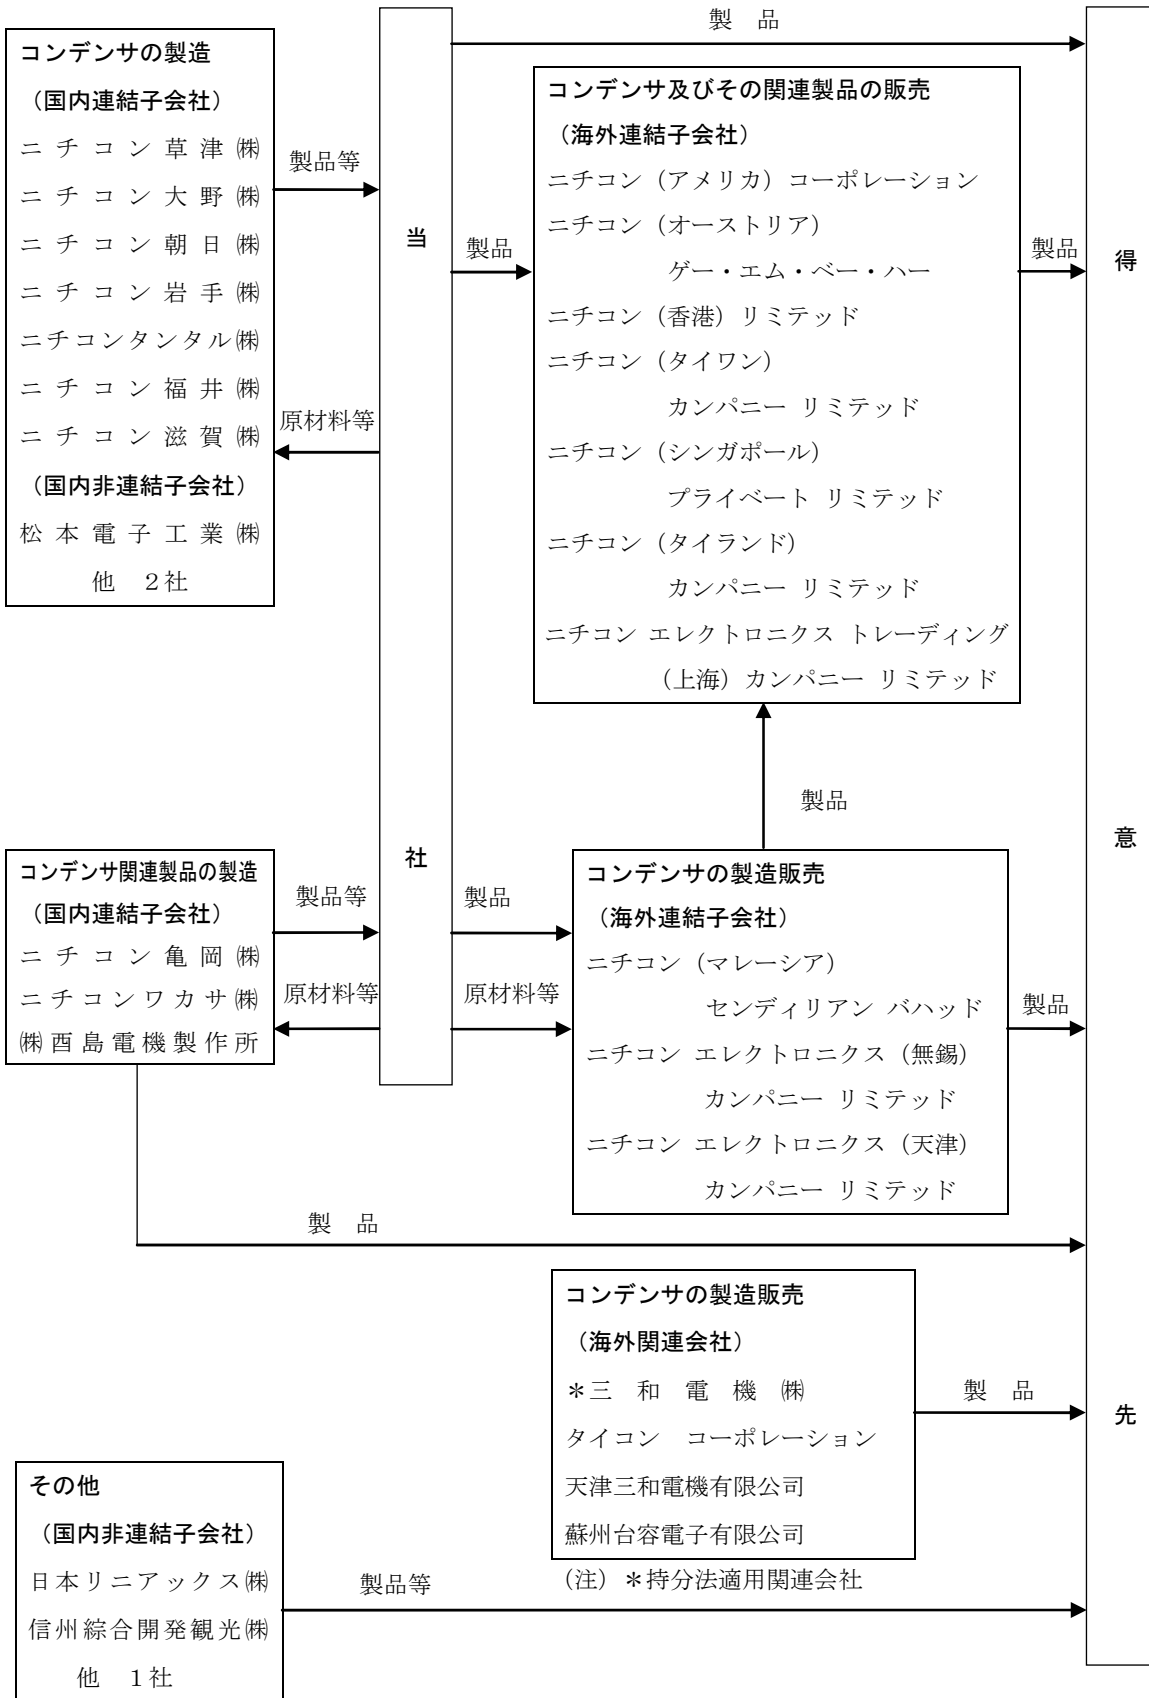 製　品
コンデンサの製造
（国内連結子会社）
ニチコン草津㈱
ニチコン大野㈱
ニチコン朝日㈱
ニチコン岩手㈱
ニチコンタンタル㈱
ニチコン福井㈱
ニチコン滋賀㈱
（国内非連結子会社）
松本電子工業㈱
他　2社
製品等
原材料等
当
社
製品
コンデンサ及びその関連製品の販売
（海外連結子会社）
ニチコン（アメリカ）コーポレーション
ニチコン（オーストリア）
ゲー・エム・ベー・ハー
ニチコン（香港）リミテッド
ニチコン（タイワン）
カンパニー リミテッド
ニチコン（シンガポール）
プライベート リミテッド
ニチコン（タイランド）
カンパニー リミテッド
ニチコン エレクトロニクス トレーディング
（上海）カンパニー リミテッド
製品
得
意
先
製品
コンデンサ関連製品の製造
（国内連結子会社）
ニチコン亀岡㈱
ニチコンワカサ㈱
㈱酉島電機製作所
製品等
原材料等
製品
原材料等
コンデンサの製造販売
（海外連結子会社）
ニチコン（マレーシア）
センディリアン バハッド
ニチコン エレクトロニクス（無錫）
カンパニー リミテッド
ニチコン エレクトロニクス（天津）
カンパニー リミテッド
製品
製　品
コンデンサの製造販売
（海外関連会社）
＊三　和　電　機　㈱
タイコン　コーポレーション
天津三和電機有限公司
蘇州台容電子有限公司
（注）＊持分法適用関連会社
製　品
その他
（国内非連結子会社）
日本リニアックス㈱
信州綜合開発観光㈱
他　1社
製品等